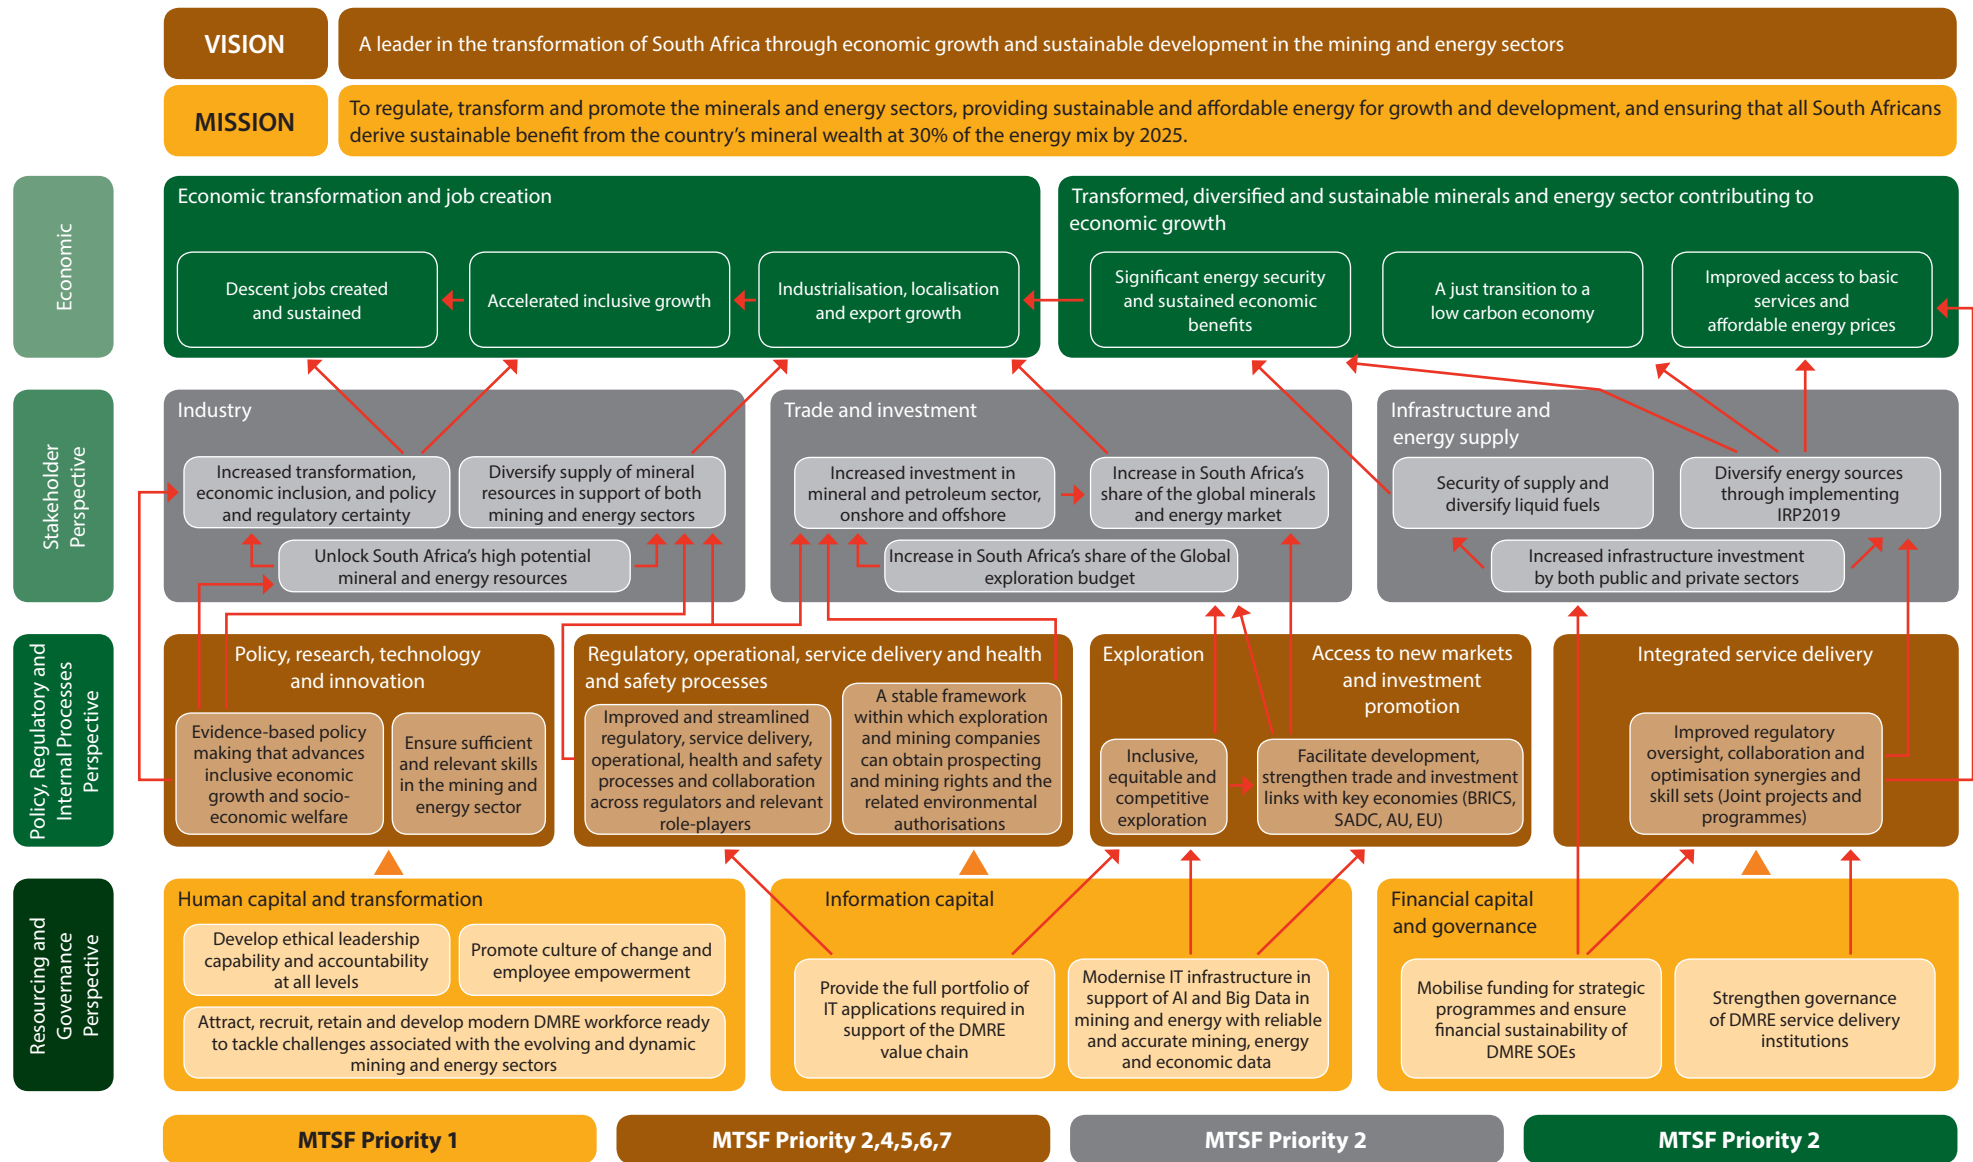 VISION
A leader in the transformation of South Africa through economic growth and sustainable development in the mining and energy sectors
MISSION
To regulate, transform and promote the minerals and energy sectors, providing sustainable and affordable energy for growth and development, and ensuring that all South Africans
derive sustainable benefit from the country's mineral wealth at 30% of the energy mix by 2025.
Economic
Economic transformation and job creation
Descent jobs created
and sustained
Accelerated inclusive growth
Industrialisation, localisation
and export growth
Transformed, diversified and sustainable minerals and energy sector contributing to
economic growth
Significant energy security
and sustained economic
benefits
A just transition to a
low carbon economy
Improved access to basic
services and
affordable energy prices
Stakeholder
Perspective
Industry
Increased transformation,
economic inclusion, and policy
and regulatory certainty
Diversify supply of mineral
resources in support of both
mining and energy sectors
Unlock South Africa's high potential
mineral and energy resources
Trade and investment
Increased investment in
mineral and petroleum sector,
onshore and offshore
Increase in South Africa's
share of the global minerals
and energy market
Increase in South Africa's share of the Global
exploration budget
Infrastructure and
energy supply
Security of supply and
diversify liquid fuels
Diversify energy sources
through implementing
IRP2019
Increased infrastructure investment
by both public and private sectors
Policy, Regulatory and
Internal Processes
Perspective
Policy, research, technology
and innovation
Evidence-based policy
making that advances
inclusive economic
growth and socio-
economic welfare
Ensure sufficient
and relevant skills
in the mining and
energy sector
Regulatory, operational, service delivery and health
and safety processes
Improved and streamlined
regulatory, service delivery,
operational, health and safety
processes and collaboration
across regulators and relevant
role-players
A stable framework
within which exploration
and mining companies
can obtain prospecting
and mining rights and the
related environmental
authorisations
Exploration
Inclusive,
equitable and
competitive
exploration
Access to new markets
and investment
promotion
Facilitate development,
strengthen trade and investment
links with key economies (BRICS,
SADC, AU, EU)
Integrated service delivery
Improved regulatory
oversight, collaboration and
optimisation synergies and
skill sets (Joint projects and
programmes)
Resourcing and
Governance
Perspective
Human capital and transformation
Develop ethical leadership
capability and accountability
at all levels
Promote culture of change and
employee empowerment
Attract, recruit, retain and develop modern DMRE workforce ready
to tackle challenges associated with the evolving and dynamic
mining and energy sectors
Information capital
Provide the full portfolio of
IT applications required in
support of the DMRE
value chain
Modernise IT infrastructure in
support of AI and Big Data in
mining and energy with reliable
and accurate mining, energy
and economic data
Financial capital
and governance
Mobilise funding for strategic
programmes and ensure
financial sustainability of
DMRE SOEs
Strengthen governance
of DMRE service delivery
institutions
MTSF Priority 1
MTSF Priority 2,4,5,6,7
MTSF Priority 2
MTSF Priority 2